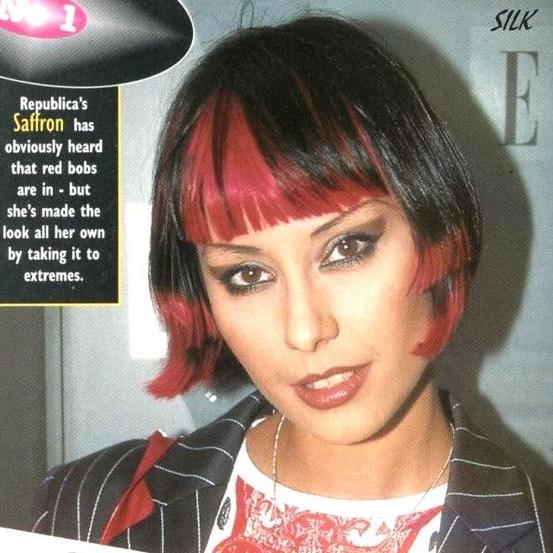 No 1
SILK
E
Republica's
Saffron has
obviously heard
that red bobs
are in - but
she's made the
look all her own
by taking it to
extremes.